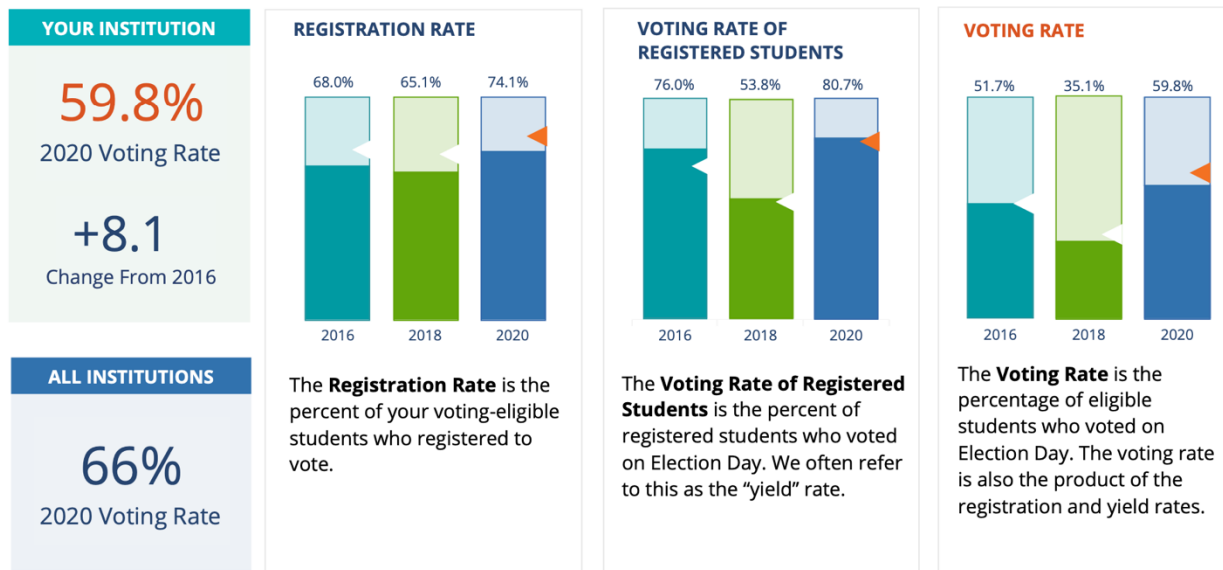 YOUR INSTITUTION
59.8%
2020 Voting Rate
+8.1
Change From 2016
ALL INSTITUTIONS
66%
2020 Voting Rate
REGISTRATION RATE
68.0% 65.1% 74.1%
2016 2018 2020
The Registration Rate is the
percent of your voting-eligible
students who registered to
vote.
VOTING RATE OF
REGISTERED STUDENTS
76.0% 53.8% 80.7%
2016 2018 2020
The Voting Rate of Registered
Students is the percent of
registered students who voted
on Election Day. We often refer
to this as the “yield” rate.
VOTING RATE
51.7% 35.1% 59.8%
2016 2018 2020
The Voting Rate is the
percentage of eligible
students who voted on
Election Day. The voting rate
is also the product of the
registration and yield rates.